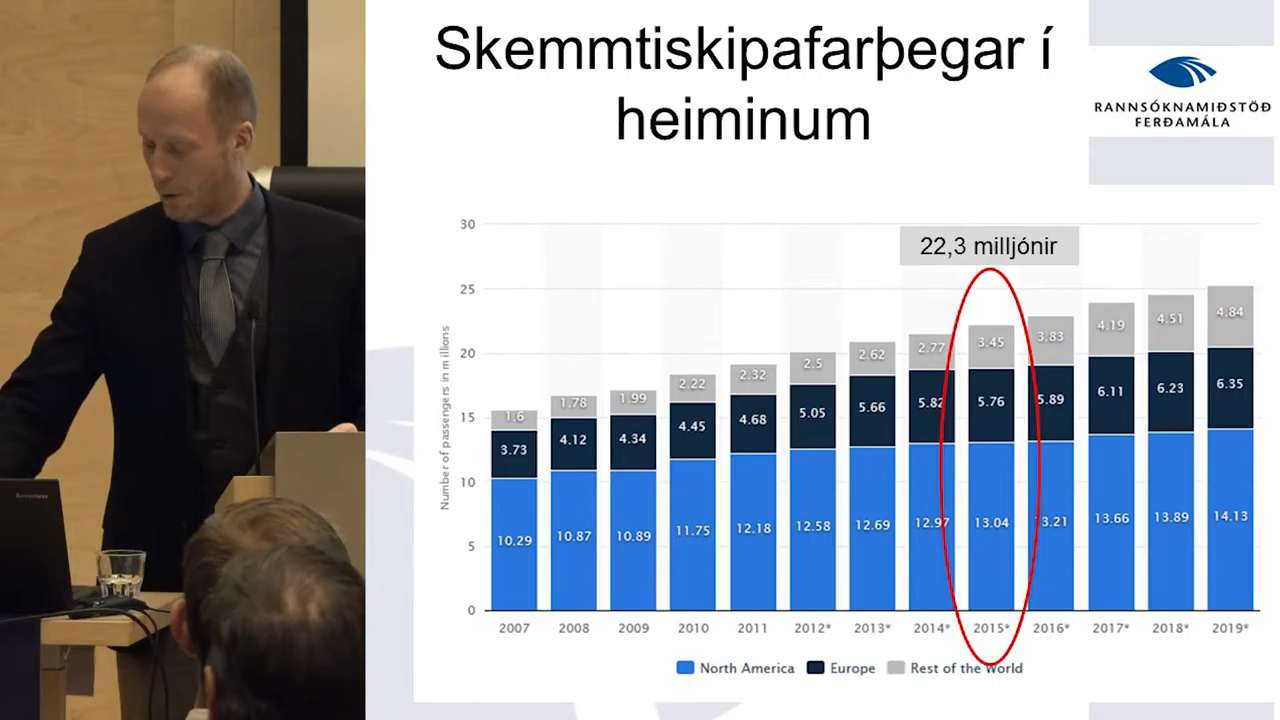 Skemmtiskipafarþegar í
heiminum
RANNSÓKNAMIÐSTÖÐ
FERÐAMÁLA
22,3 milljónir
Number of passengers in millions
30
25
20
15
10
5
0
1.6 1.78 1.99 2.22 2.32 2.5 2.62 2.77 3.45 3.83 4.19 4.51 4.84
3.73 4.12 4.34 4.45 4.68 5.05 5.66 5.82 5.76 5.89 6.11 6.23 6.35
10.29 10.87 10.89 11.75 12.18 12.58 12.69 12.97 13.04 13.21 13.66 13.89 14.13
2007 2008 2009 2010 2011 2012* 2013* 2014* 2015* 2016* 2017* 2018* 2019*
North America Europe Rest of the World
lenovo